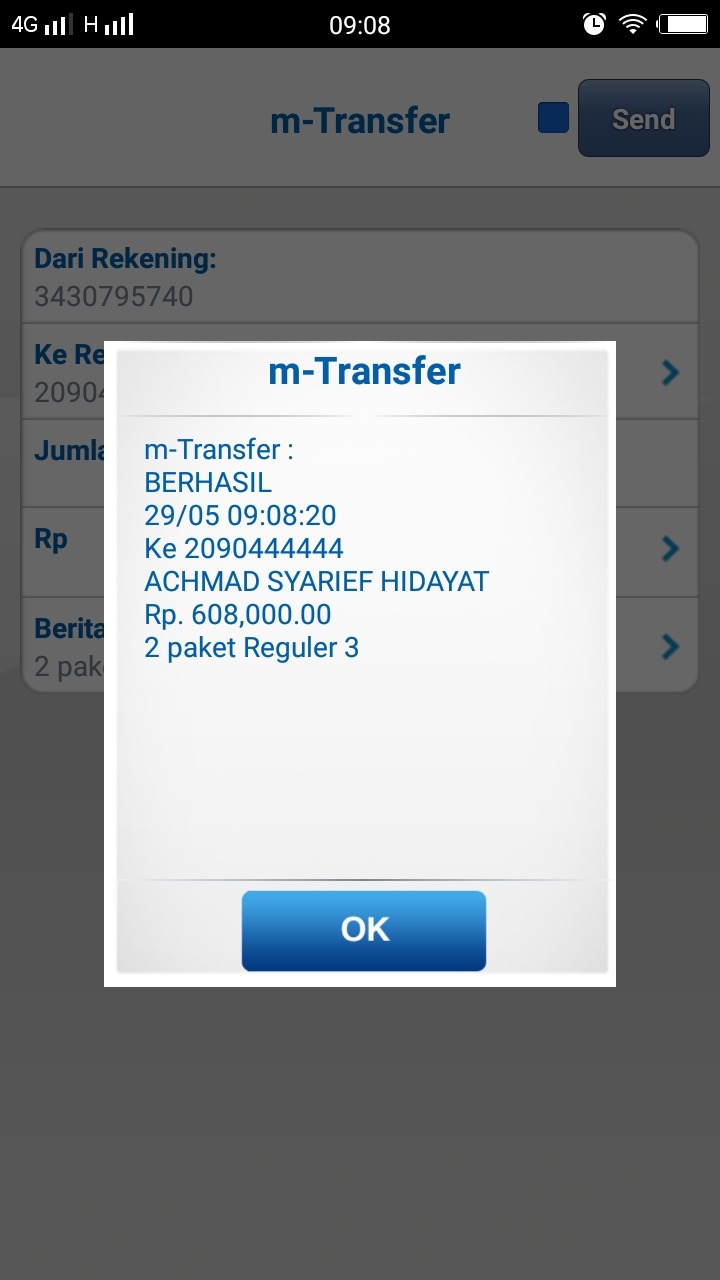 4G H 09:08
m-Transfer
Send
Dari Rekening:
3430795740
Ke Re
2090
Jumla
Rp
Berita
2 pak
m-Transfer
m-Transfer :
BERHASIL
29/05 09:08:20
Ke 2090444444
ACHMAD SYARIEF HIDAYAT
Rp. 608,000.00
2 paket Reguler 3
OK